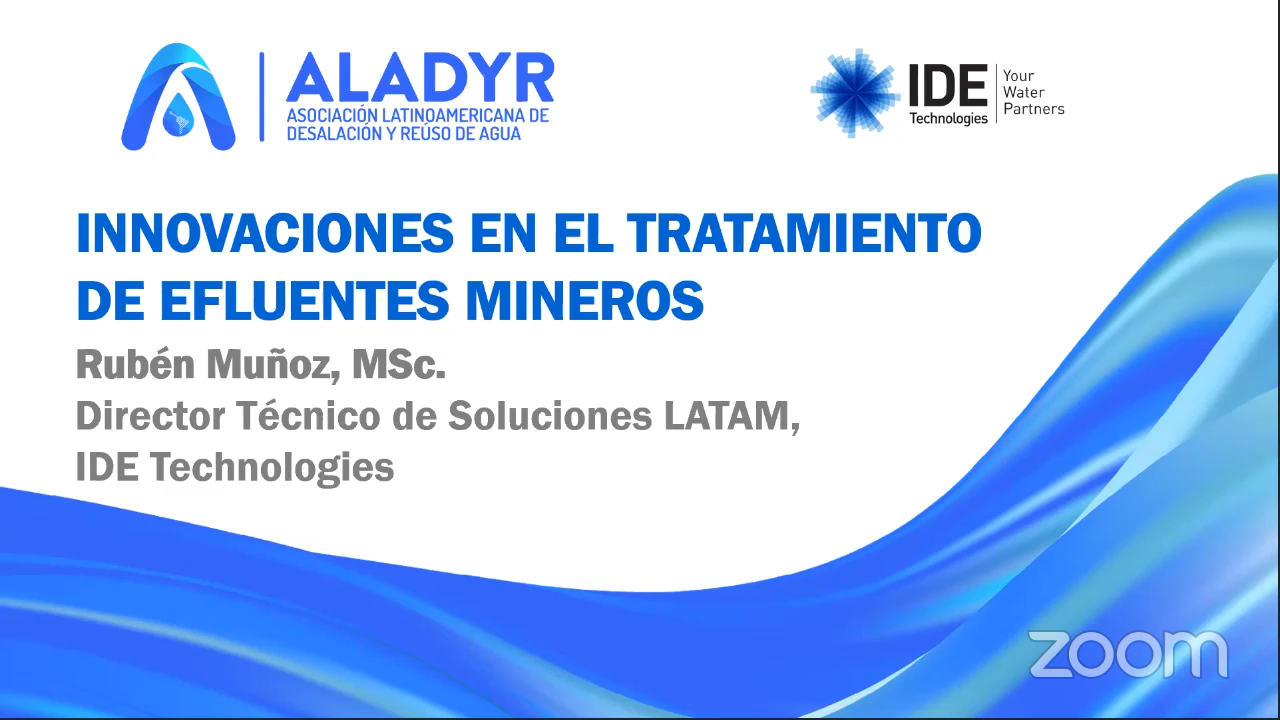 ALADYR
ASOCIACIÓN LATINOAMERICANA DE
DESALACIÓN Y REÚSO DE AGUA
IDE
Technologies
Your
Water
Partners
INNOVACIONES EN EL TRATAMIENTO
DE EFLUENTES MINEROS
Rubén Muñoz, MSc.
Director Técnico de Soluciones LATAM,
IDE Technologies
zoom